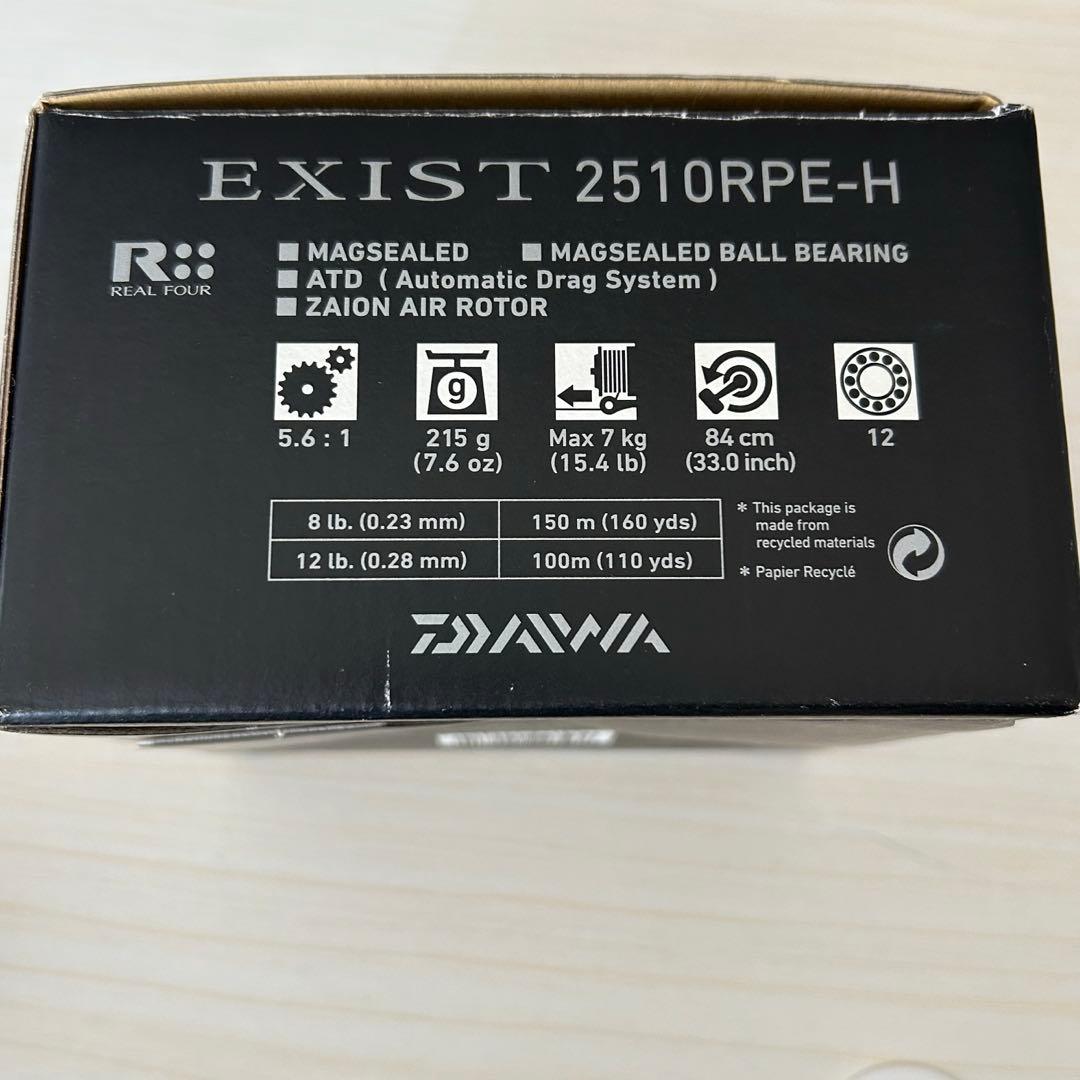 EXIST 2510RPE-H
R
REAL FOUR
■ MAGSEALED ■ MAGSEALED BALL BEARING
■ ATD ( Automatic Drag System )
■ ZAION AIR ROTOR
g
5.6 : 1
215 g
(7.6 oz)
Max 7 kg
(15.4 lb)
84 cm
(33.0 inch)
12
8 lb. (0.23 mm) 150 m (160 yds)
12 lb. (0.28 mm) 100m (110 yds)
* This package is
made from
recycled materials
* Papier Recyclé
DAIWA